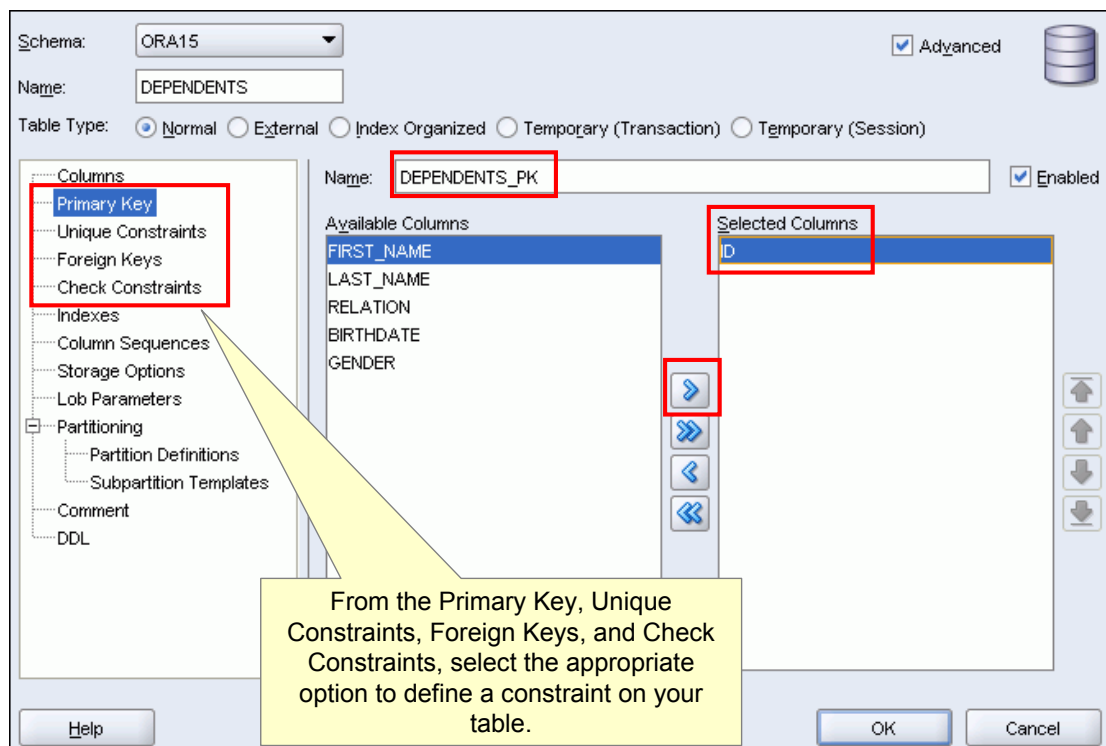 Schema: ORA15
Advanced
Name: DEPENDENTS
Table Type: Normal External Index Organized Temporary (Transaction) Temporary (Session)
Columns
Primary Key
Unique Constraints
Foreign Keys
Check Constraints
Indexes
Column Sequences
Storage Options
Lob Parameters
Partitioning
Partition Definitions
Subpartition Templates
Comment
DDL
Name: DEPENDENTS_PK
Enabled
Available Columns
FIRST_NAME
LAST_NAME
RELATION
BIRTHDATE
GENDER
Selected Columns
ID
From the Primary Key, Unique
Constraints, Foreign Keys, and Check
Constraints, select the appropriate
option to define a constraint on your
table.
Help
OK
Cancel